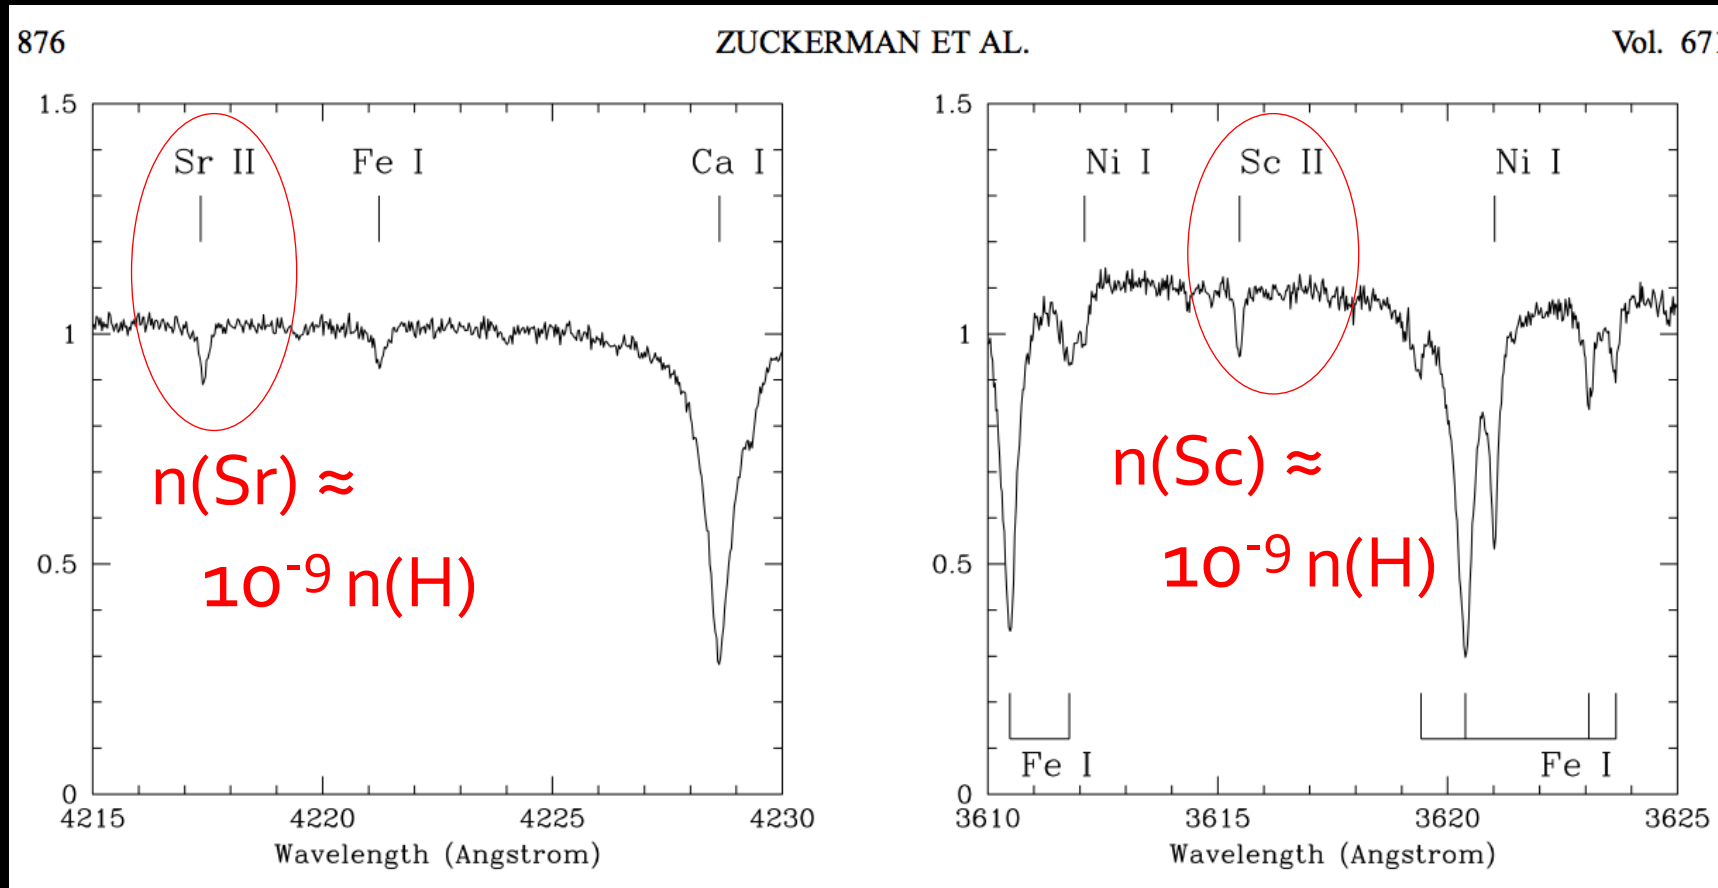 876 ZUCKERMAN ET AL. Vol. 671
1.5
Sr II Fe I Ca I
1
n(Sr) ≈
0.5
10⁻⁹ n(H)
0
4215 4220 4225 4230
Wavelength (Angstrom)
Ni I Sc II Ni I
1
n(Sc) ≈
0.5
10⁻⁹ n(H)
Fe I Fe I
0
3610 3615 3620 3625
Wavelength (Angstrom)
1.5